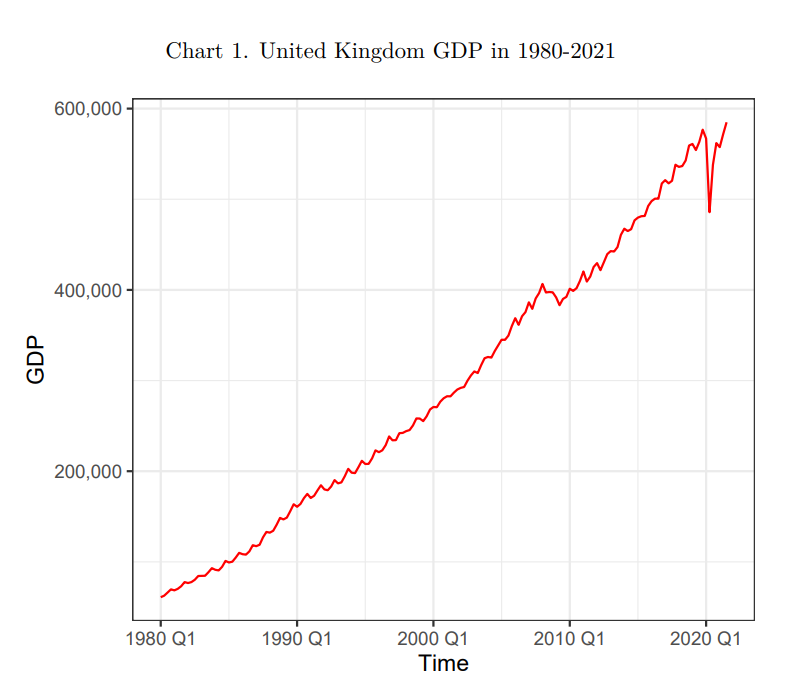 Chart 1. United Kingdom GDP in 1980-2021
600,000
400,000
200,000
GDP
1980 Q1 1990 Q1 2000 Q1 2010 Q1 2020 Q1
Time